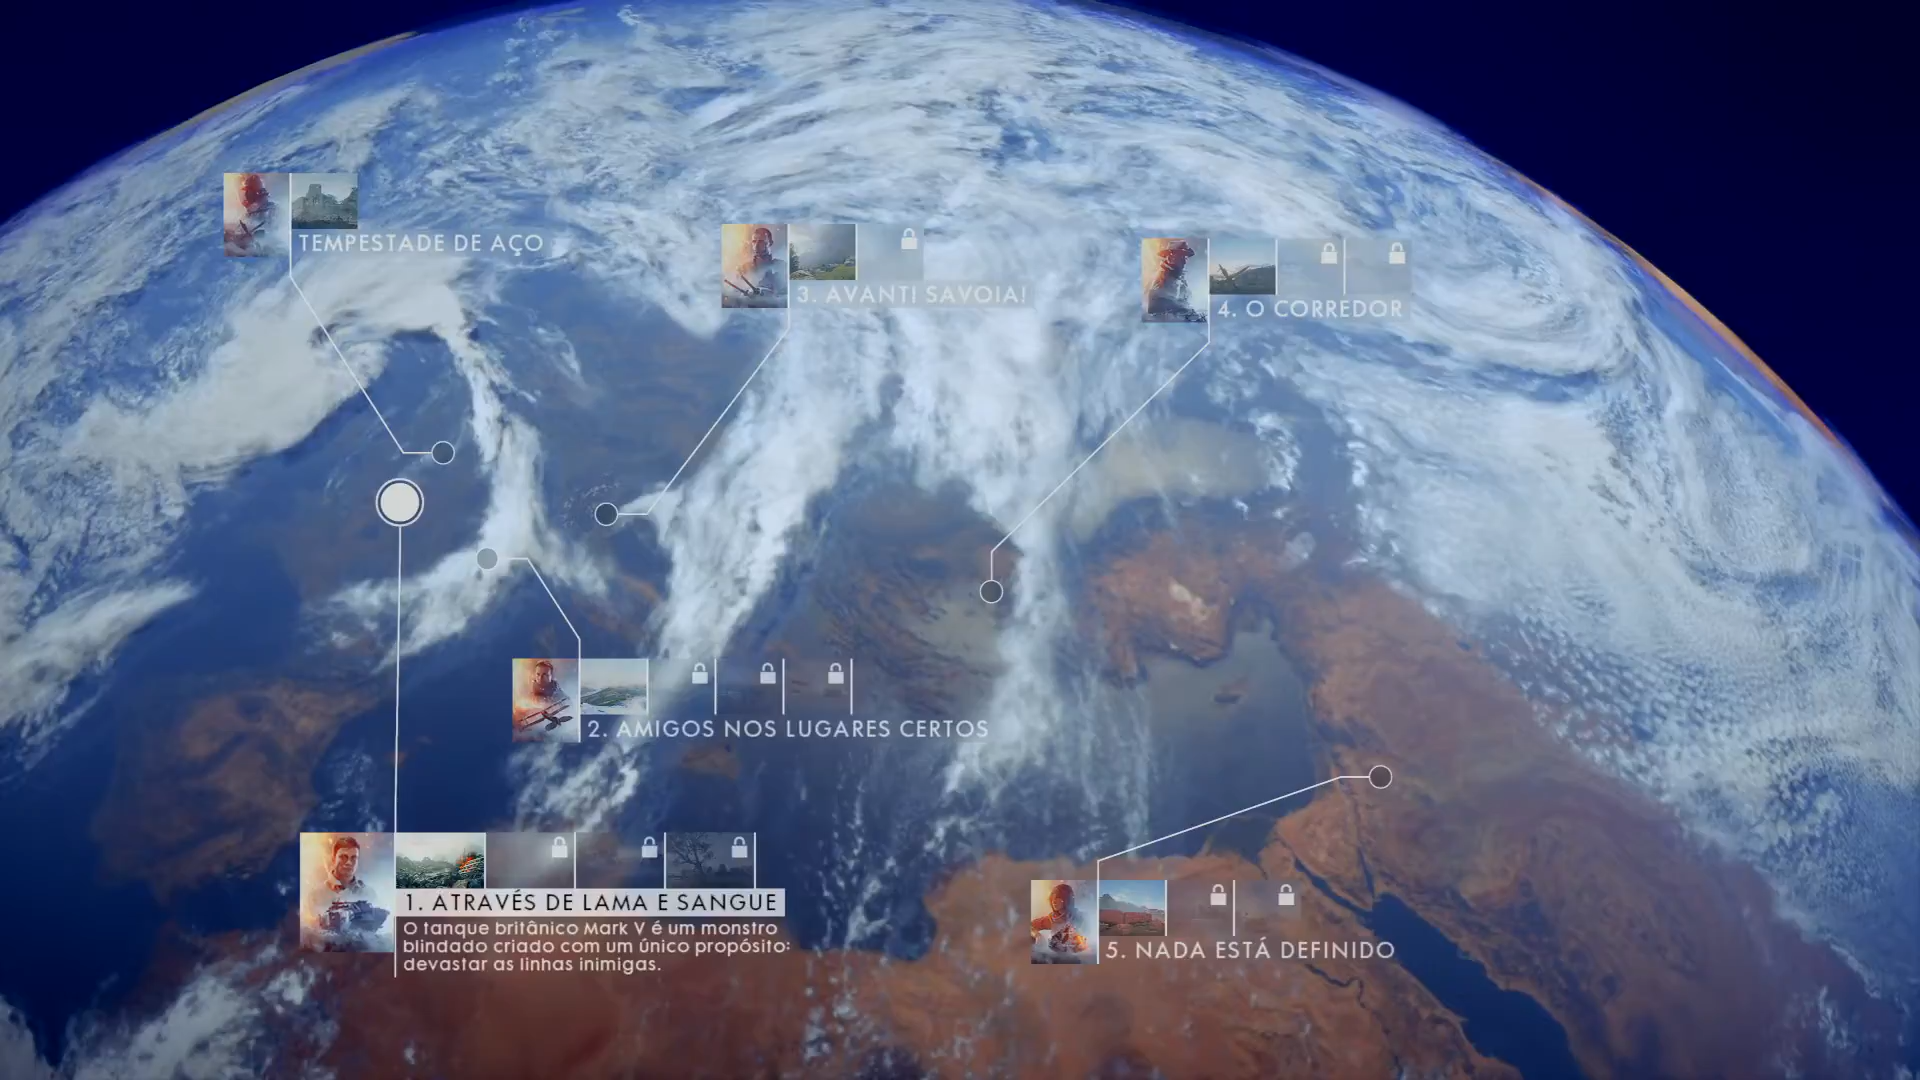 TEMPESTADE DE AÇO
3. AVANTI SAVOIA!
4. O CORREDOR
2. AMIGOS NOS LUGARES CERTOS
1. ATRAVÉS DE LAMA E SANGUE
O tanque britânico Mark V é um monstro
blindado criado com um único propósito:
devastar as linhas inimigas.
5. NADA ESTÁ DEFINIDO